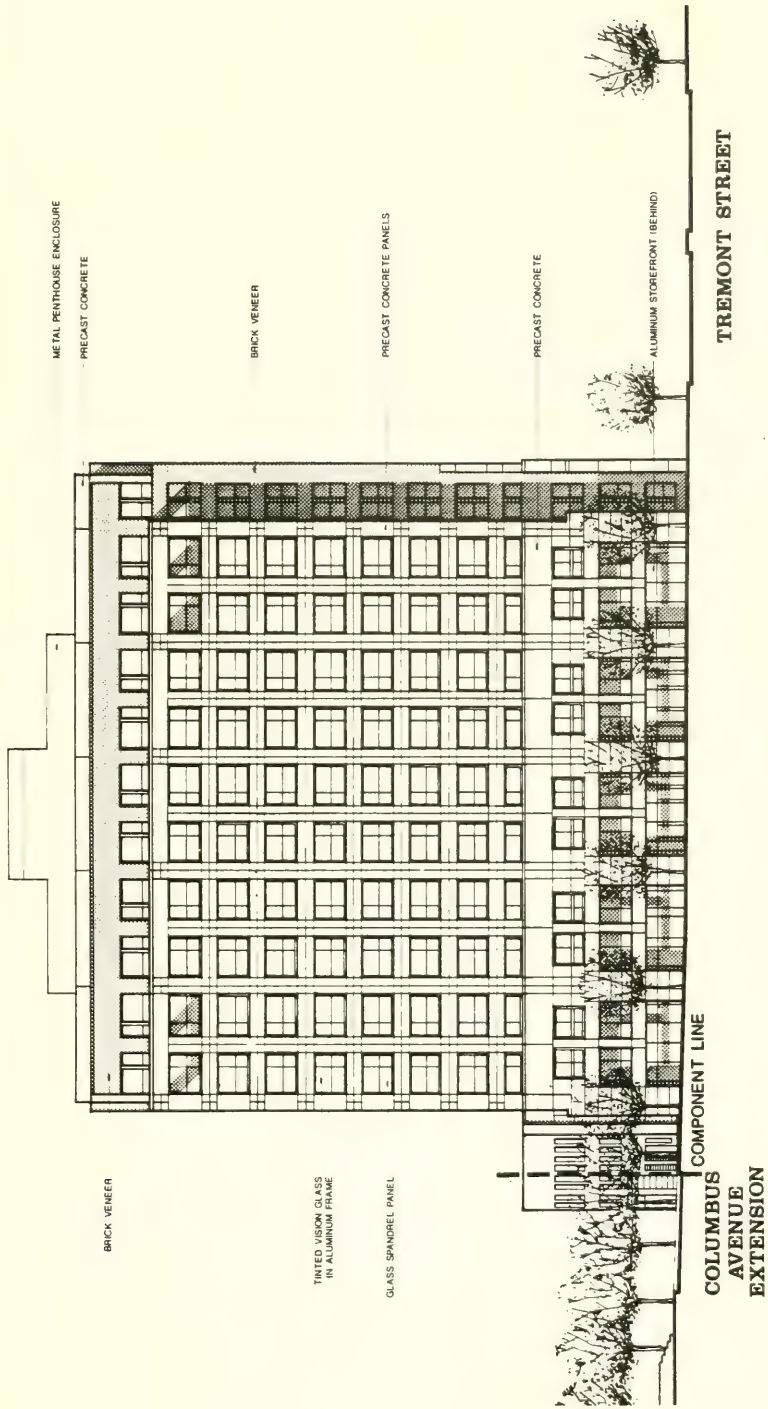 METAL PENTHOUSE ENCLOSURE
PRECAST CONCRETE
BRICK VENEER
PRECAST CONCRETE PANELS
PRECAST CONCRETE
ALUMINUM STOREFRONT (BEHIND)
BRICK VENEER
TINTED VISION GLASS
IN ALUMINUM FRAME
GLASS SPANDREL PANEL
COMPONENT LINE
COLUMBUS
AVENUE
EXTENSION
TREMONT STREET